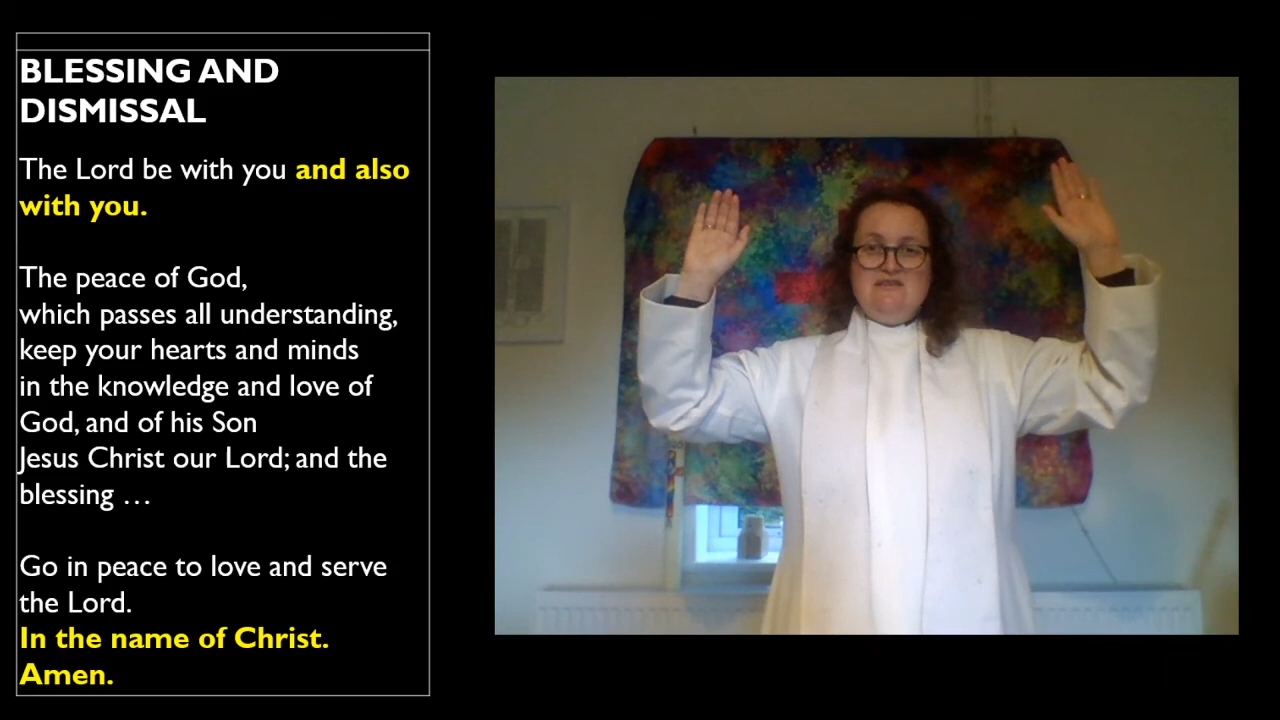 BLESSING AND
DISMISSAL
The Lord be with you and also
with you.
The peace of God,
which passes all understanding,
keep your hearts and minds
in the knowledge and love of
God, and of his Son
Jesus Christ our Lord; and the
blessing …
Go in peace to love and serve
the Lord.
In the name of Christ.
Amen.